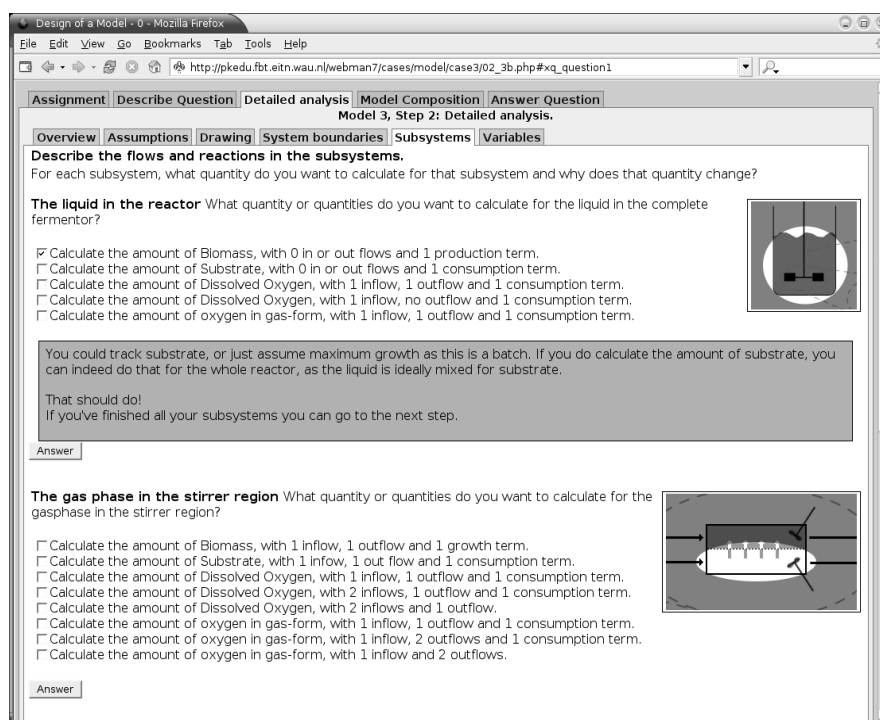 Design of a Model - 0 - Mozilla Firefox
File Edit View Go Bookmarks Tab Tools Help
http://pkedu.fbt.eitn.wau.nl/webman7/cases/model/case3/02_3b.php#xq_question1
Assignment Describe Question Detailed analysis Model Composition Answer Question
Model 3, Step 2: Detailed analysis.
Overview Assumptions Drawing System boundaries Subsystems Variables
Describe the flows and reactions in the subsystems.
For each subsystem, what quantity do you want to calculate for that subsystem and why does that quantity change?
The liquid in the reactor What quantity or quantities do you want to calculate for the liquid in the complete
fermentor?
Calculate the amount of Biomass, with 0 in or out flows and 1 production term.
Calculate the amount of Substrate, with 0 in or out flows and 1 consumption term.
Calculate the amount of Dissolved Oxygen, with 1 inflow, 1 outflow and 1 consumption term.
Calculate the amount of Dissolved Oxygen, with 1 inflow, no outflow and 1 consumption term.
Calculate the amount of oxygen in gas-form, with 1 inflow, 1 outflow and 1 consumption term.
You could track substrate, or just assume maximum growth as this is a batch. If you do calculate the amount of substrate, you
can indeed do that for the whole reactor, as the liquid is ideally mixed for substrate.
That should do!
If you've finished all your subsystems you can go to the next step.
Answer
The gas phase in the stirrer region What quantity or quantities do you want to calculate for the
gasphase in the stirrer region?
Calculate the amount of Biomass, with 1 inflow, 1 outflow and 1 growth term.
Calculate the amount of Substrate, with 1 infow, 1 out flow and 1 consumption term.
Calculate the amount of Dissolved Oxygen, with 1 inflow, 1 outflow and 1 consumption term.
Calculate the amount of Dissolved Oxygen, with 2 inflows, 1 outflow and 1 consumption term.
Calculate the amount of Dissolved Oxygen, with 2 inflows and 1 outflow.
Calculate the amount of oxygen in gas-form, with 1 inflow, 1 outflow and 1 consumption term.
Calculate the amount of oxygen in gas-form, with 1 inflow, 2 outflows and 1 consumption term.
Calculate the amount of oxygen in gas-form, with 1 inflow and 2 outflows.
Answer